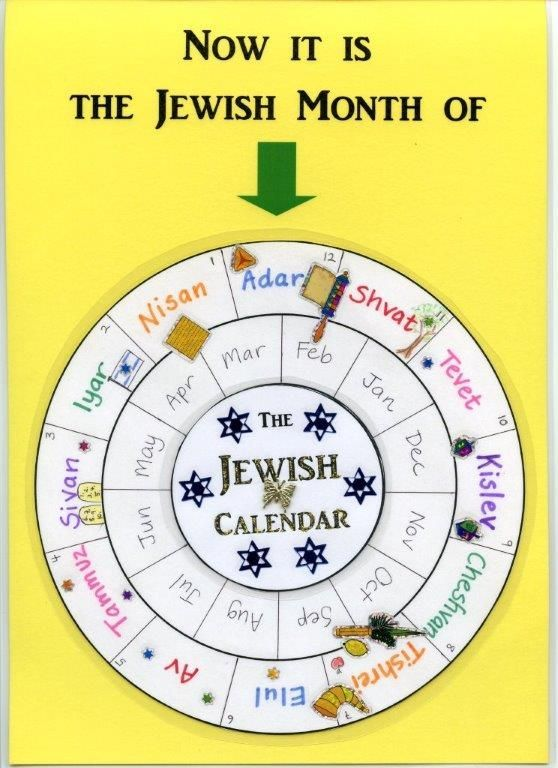 NOW IT IS
THE JEWISH MONTH OF
1
Nisan
2
Iyar
3
Sivan
4
Tammuz
5
Av
6
Elul
7
Tishrei
8
Cheshvan
9
Kislev
10
Tevet
11
Shvat
12
Adar
Jan
Feb
Mar
Apr
May
Jun
Jul
Aug
Sep
Oct
Nov
Dec
THE
JEWISH
CALENDAR